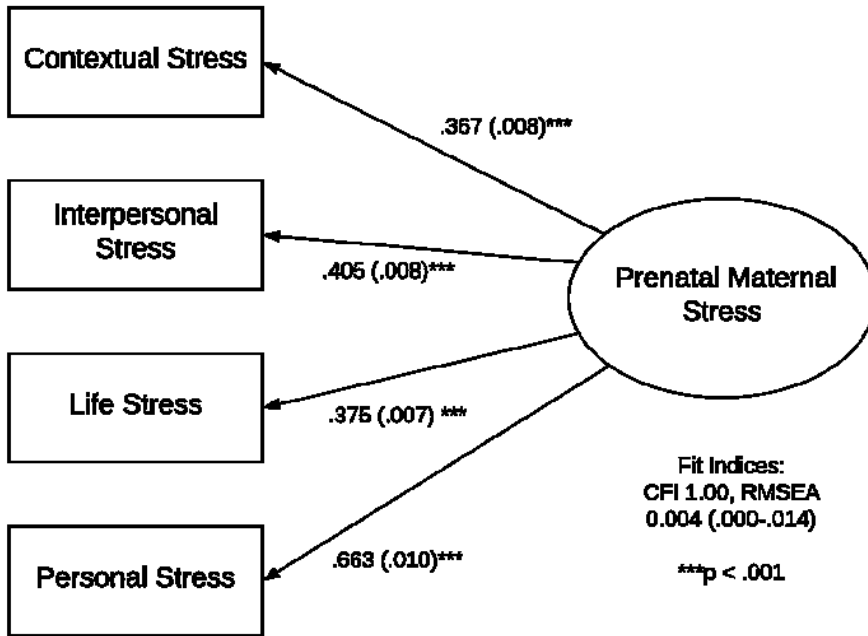 Contextual Stress
.367 (.008)***
Interpersonal
Stress
.405 (.008)***
Prenatal Maternal
Stress
Life Stress
.375 (.007) ***
Fit Indices:
CFI 1.00, RMSEA
0.004 (.000-.014)
Personal Stress
.663 (.010)***
***p < .001